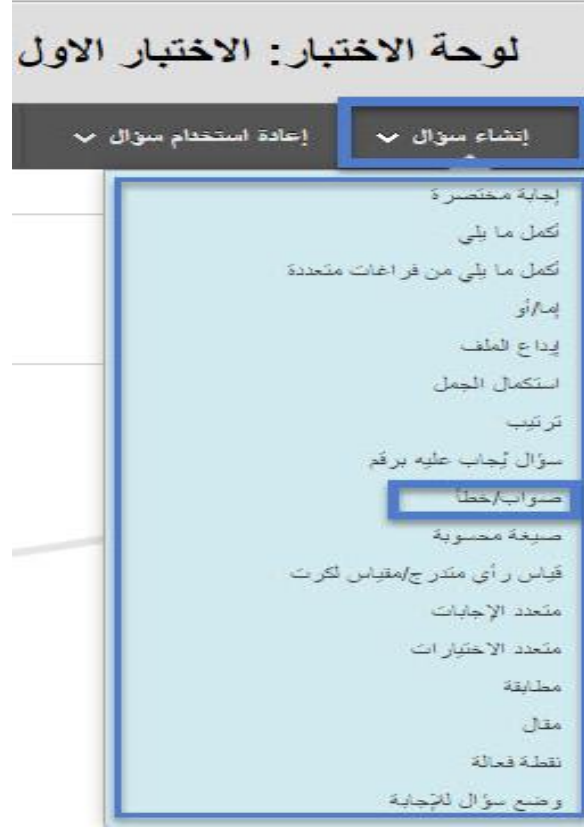 لوحة الاختبار: الاختبار الاول
إنشاء سؤال
إعادة استخدام سؤال
إجابة مختصرة
أكمل ما يلي
أكمل ما يلي من فراغات متعددة
إما/أو
إيداع الملف
استكمال الجمل
ترتيب
سؤال يُجاب عليه برقم
صواب/خطأ
صيغة محسوبة
قياس رأي متدرج/مقياس لكرت
متعدد الإجابات
متعدد الاختيارات
مطابقة
مقال
نقطة فعالة
وضع سؤال للإجابة